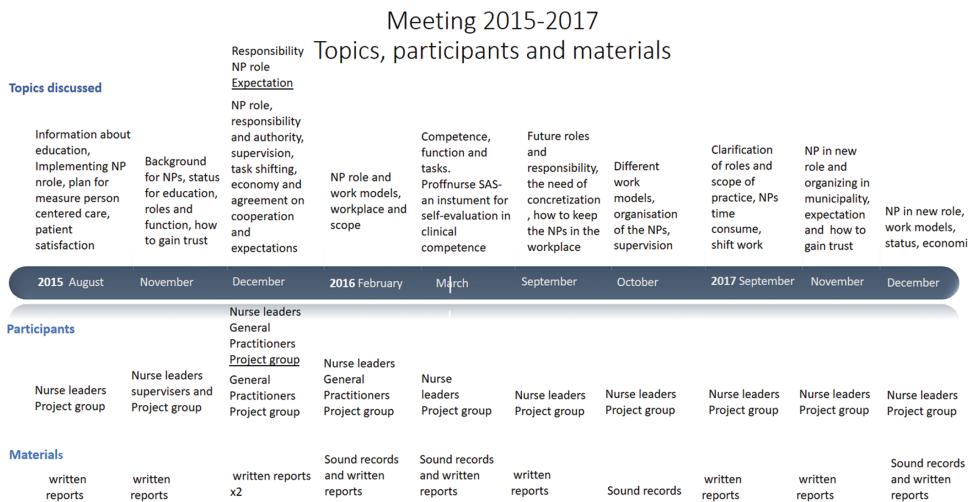 Meeting 2015-2017
Topics, participants and materials
Topics discussed
Information about
education,
Implementing NP
nrole, plan for
measure person
centered care,
patient
satisfaction
Background
for NPs, status
for education,
roles and
function, how
to gain trust
Responsibility
NP role
Expectation
NP role,
responsibility
and authority,
supervision,
task shifting,
economy and
agreement on
cooperation
and
expectations
NP role and
work models,
workplace and
scope
Competence,
function and
tasks.
Proffnurse SAS-
an instument for
self-evaluation in
clinical
competence
Future roles
and
responsibility,
the need of
concretization
, how to keep
the NPs in the
workplace
Different
work
models,
organisation
of the NPs,
supervision
Clarification
of roles and
scope of
practice, NPs
time
consume,
shift work
NP in new
role and
organizing in
municipality,
expectation
and how to
gain trust
NP in new role,
work models,
status, economi
2015 August
November
December
2016 February
March
September
October
2017 September
November
December
Participants
Nurse leaders
Project group
Nurse leaders
supervisers and
Project group
Nurse leaders
General
Practitioners
Project group
General
Practitioners
Project group
Nurse leaders
General
Practitioners
Project group
Nurse
leaders
Project group
Nurse leaders
Project group
Nurse leaders
Project group
Nurse leaders
Project group
Nurse leaders
Project group
Nurse leaders
Project group
Materials
written
reports
written
reports
written reports
x2
Sound records
and written
reports
Sound records
and written
reports
written
reports
Sound records
written
reports
written
reports
Sound records
and written
reports